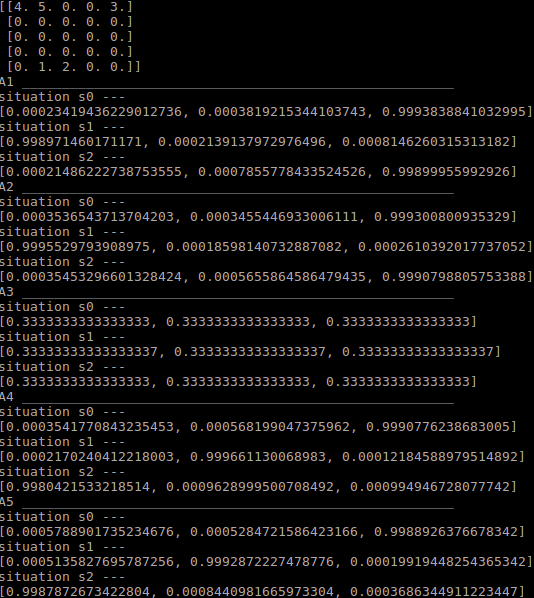 [[4. 5. 0. 0. 3.]
[0. 0. 0. 0. 0.]
[0. 0. 0. 0. 0.]
[0. 0. 0. 0. 0.]
[0. 1. 2. 0. 0.]]
A1 ______________________________________________________
situation s0 ---
[0.00023419436229012736, 0.0003819215344103743, 0.9993838841032995]
situation s1 ---
[0.998971460171171, 0.0002139137972976496, 0.0008146260315313182]
situation s2 ---
[0.00021486222738753555, 0.0007855778433524526, 0.99899955992926]
A2 ______________________________________________________
situation s0 ---
[0.0003536543713704203, 0.0003455446933006111, 0.999300800935329]
situation s1 ---
[0.9995529793908975, 0.00018598140732887082, 0.0002610392017737052]
situation s2 ---
[0.00035453296601328424, 0.0005655864586479435, 0.9990798805753388]
A3 ______________________________________________________
situation s0 ---
[0.3333333333333333, 0.3333333333333333, 0.3333333333333333]
situation s1 ---
[0.33333333333333337, 0.33333333333333337, 0.33333333333333337]
situation s2 ---
[0.3333333333333333, 0.3333333333333333, 0.3333333333333333]
A4 ______________________________________________________
situation s0 ---
[0.0003541770843235453, 0.000568199047375962, 0.9990776238683005]
situation s1 ---
[0.00021702404122180003, 0.999661130068983, 0.00012184588979514892]
situation s2 ---
[0.9980421533218514, 0.0009628999500708492, 0.000994946728077742]
A5 ______________________________________________________
situation s0 ---
[0.0005788901735234676, 0.0005284721586423166, 0.9988926376678342]
situation s1 ---
[0.0005135827695787256, 0.9992872227478776, 0.00019919448254365342]
situation s2 ---
[0.9987872673422804, 0.0008440981665973304, 0.0003686344911223447]